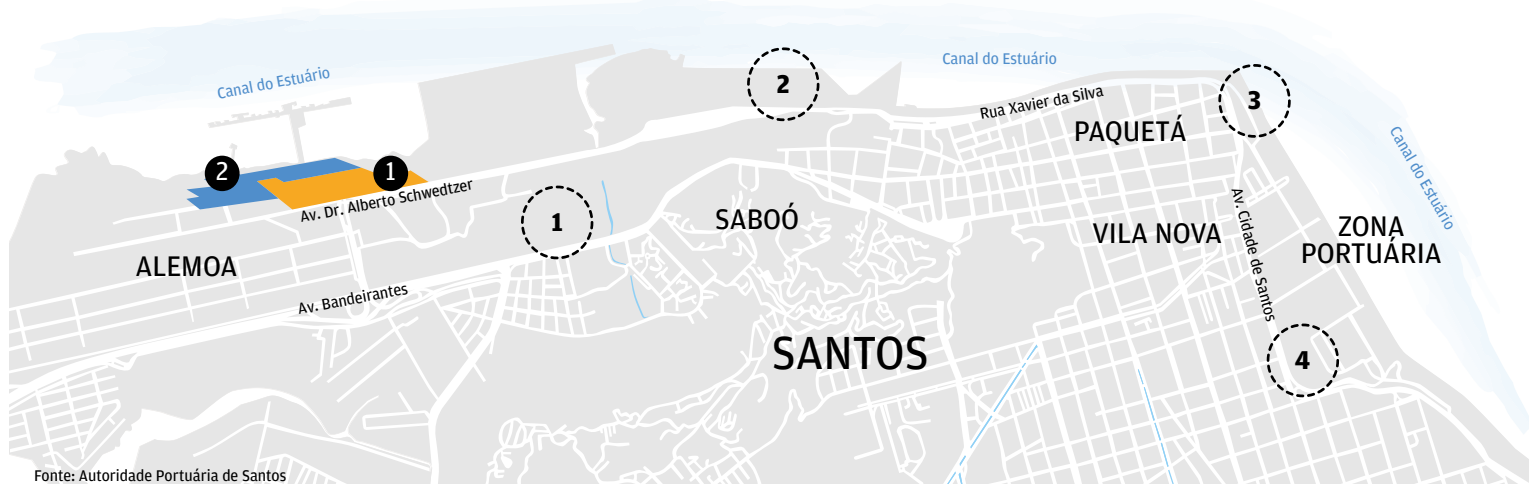 Canal do Estuário
Canal do Estuário
2
Rua Xavier da Silva
3
PAQUETÁ
Canal do Estuário
2
1
Av. Dr. Alberto Schwedtzer
1
SABOÓ
Av. Cidade de Santos
VILA NOVA
ZONA
PORTUÁRIA
ALEMOA
Av. Bandeirantes
SANTOS
4
Fonte: Autoridade Portuária de Santos